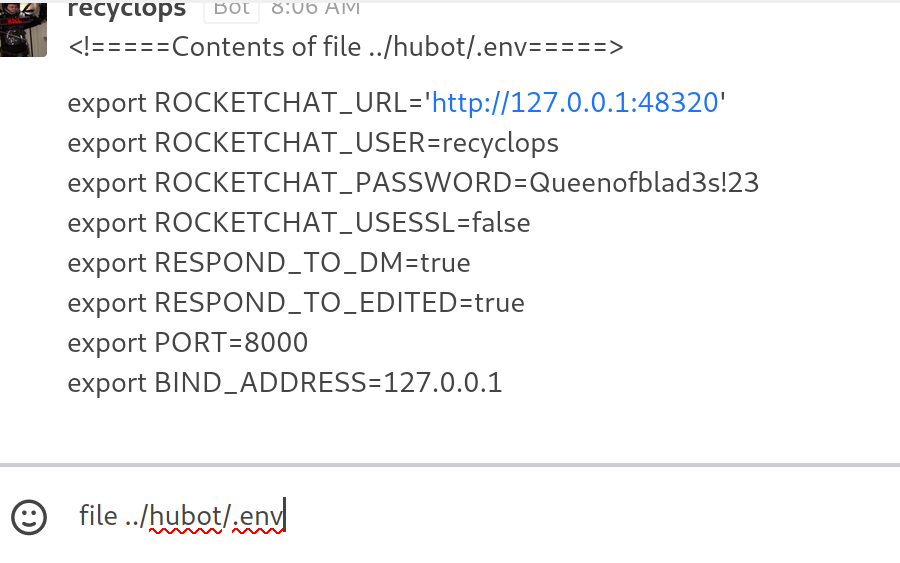 recyclops Bot 8:06 AM
<!=====Contents of file ../hubot/.env=====>
export ROCKETCHAT_URL='http://127.0.0.1:48320'
export ROCKETCHAT_USER=recyclops
export ROCKETCHAT_PASSWORD=Queenofblad3s!23
export ROCKETCHAT_USESSL=false
export RESPOND_TO_DM=true
export RESPOND_TO_EDITED=true
export PORT=8000
export BIND_ADDRESS=127.0.0.1
file ../hubot/.env